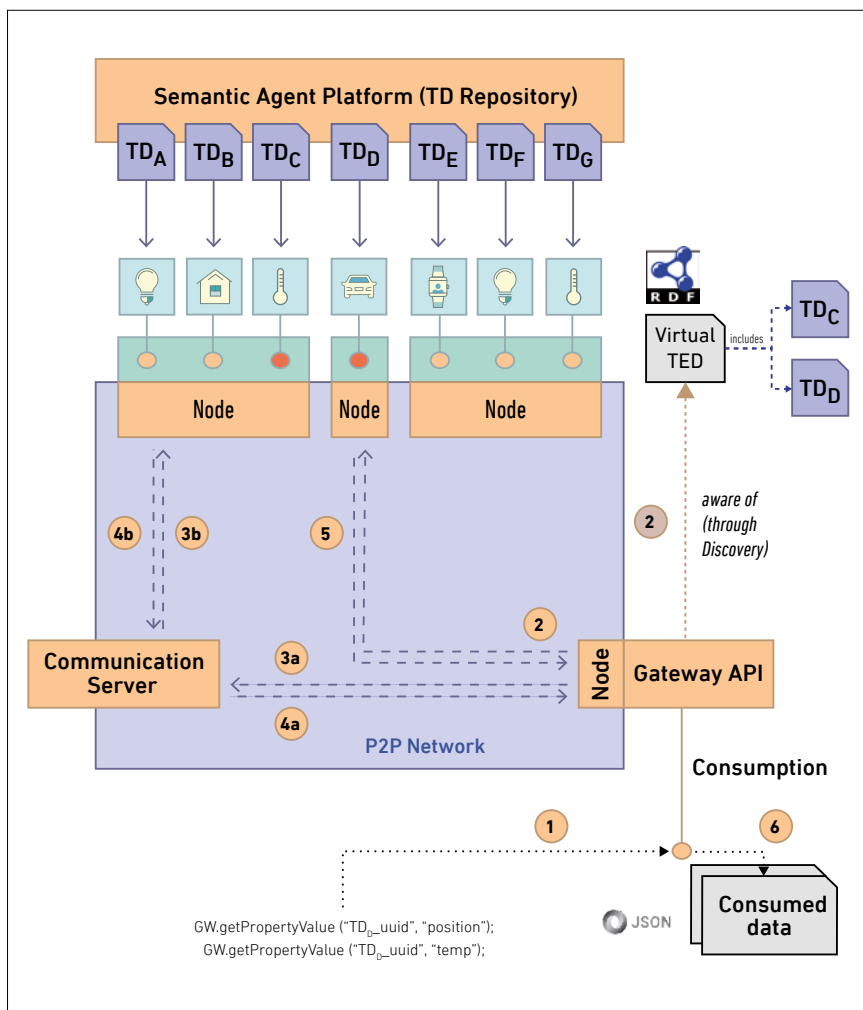 Semantic Agent Platform (TD Repository)
TDA TDB TDC TDD TDE TDF TDG
RDF
Virtual
TED
includes
TDC
TDD
Node Node Node
4b 3b 5
2
aware of
(through
Discovery)
2
Communication
Server
3a
4a
Node
Gateway API
P2P Network
Consumption
1
6
GW.getPropertyValue (“TDD_uuid”, “position”);
GW.getPropertyValue (“TDD_uuid”, “temp”);
JSON
Consumed
data